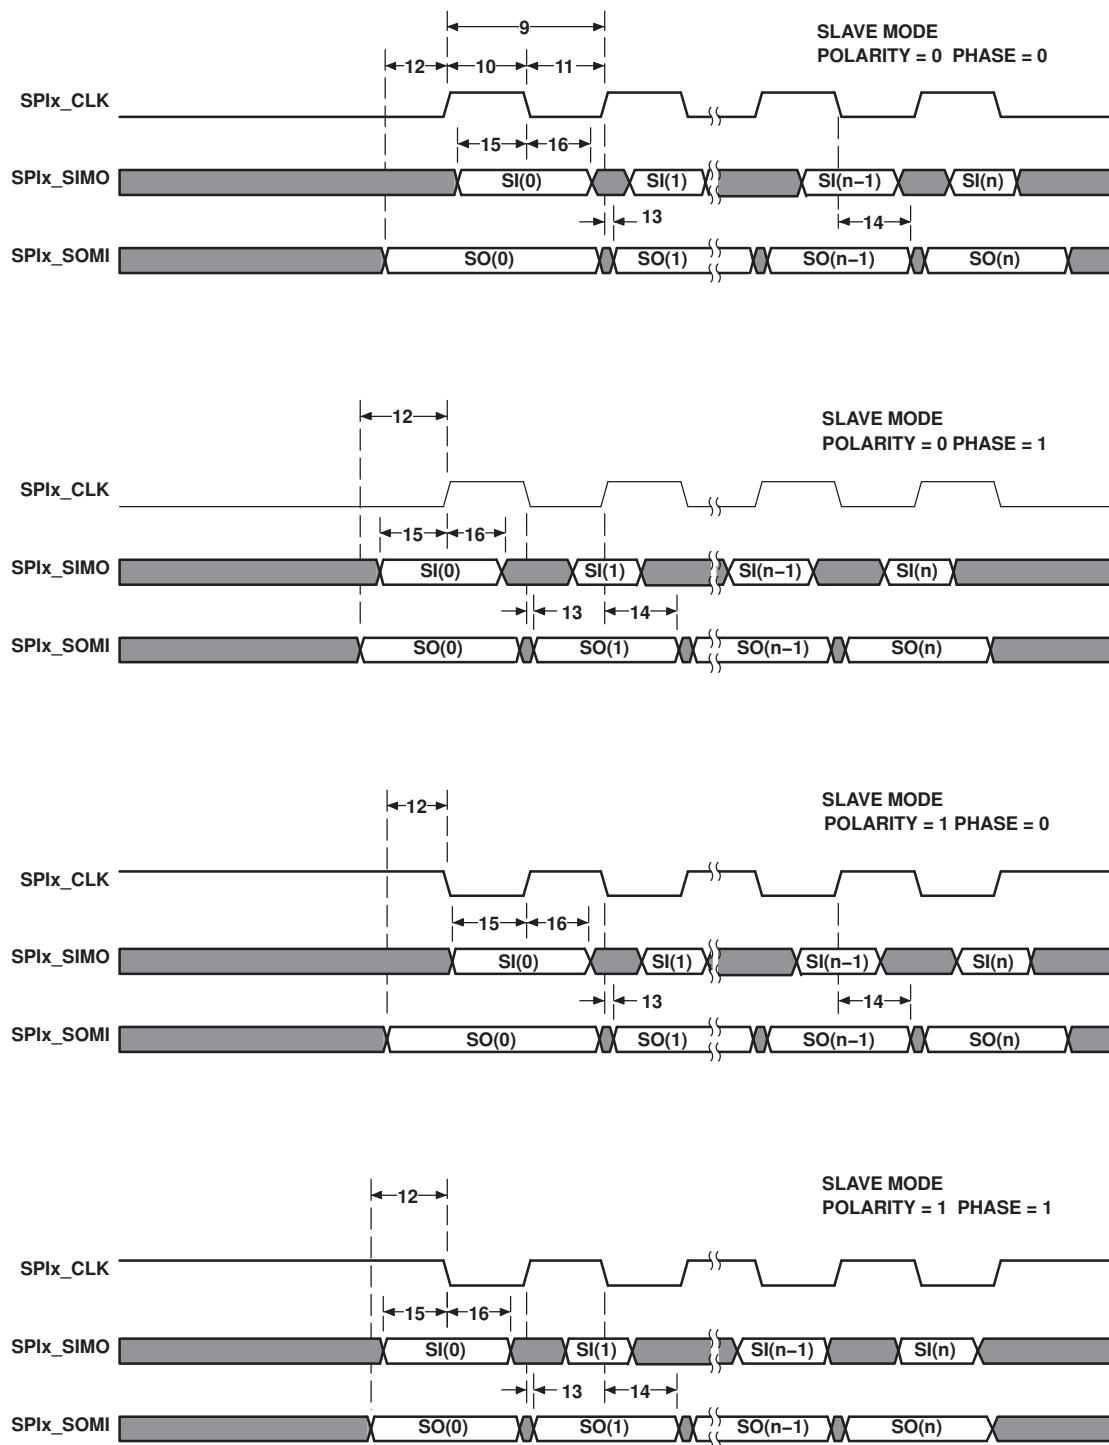 9
SLAVE MODE
POLARITY = 0 PHASE = 0
12 10 11
SPIx_CLK
15 16
SPIx_SIMO SI(0) SI(1) SI(n−1) SI(n)
13 14
SPIx_SOMI SO(0) SO(1) SO(n−1) SO(n)
12
SLAVE MODE
POLARITY = 0 PHASE = 1
SPIx_CLK
15 16
SPIx_SIMO SI(0) SI(1) SI(n−1) SI(n)
13 14
SPIx_SOMI SO(0) SO(1) SO(n−1) SO(n)
12
SLAVE MODE
POLARITY = 1 PHASE = 0
SPIx_CLK
15 16
SPIx_SIMO SI(0) SI(1) SI(n−1) SI(n)
13 14
SPIx_SOMI SO(0) SO(1) SO(n−1) SO(n)
12
SLAVE MODE
POLARITY = 1 PHASE = 1
SPIx_CLK
15 16
SPIx_SIMO SI(0) SI(1) SI(n−1) SI(n)
13 14
SPIx_SOMI SO(0) SO(1) SO(n−1) SO(n)